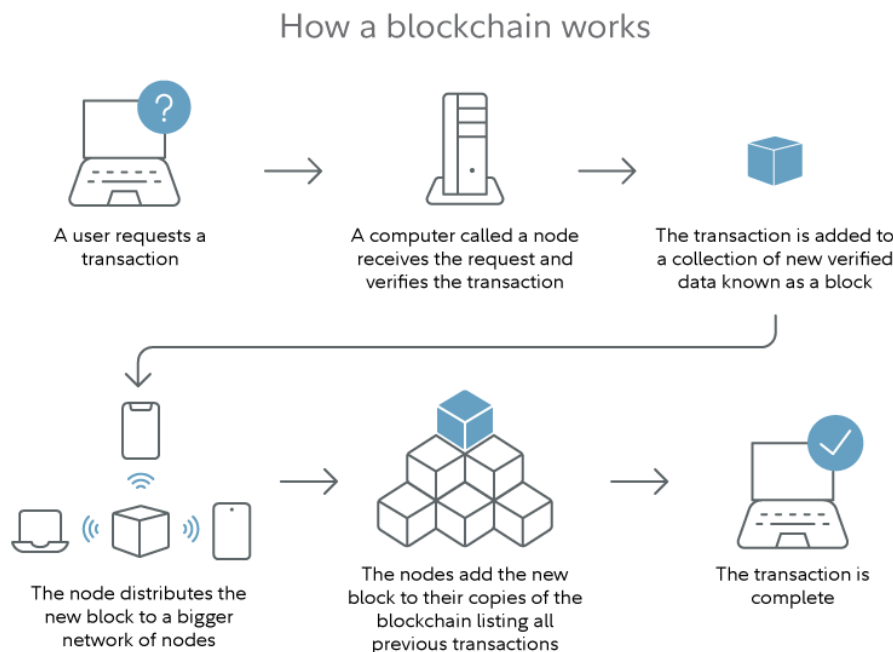 How a blockchain works
?
A user requests a
transaction
A computer called a node
receives the request and
verifies the transaction
The transaction is added to
a collection of new verified
data known as a block
The node distributes the
new block to a bigger
network of nodes
The nodes add the new
block to their copies of the
blockchain listing all
previous transactions
The transaction is
complete